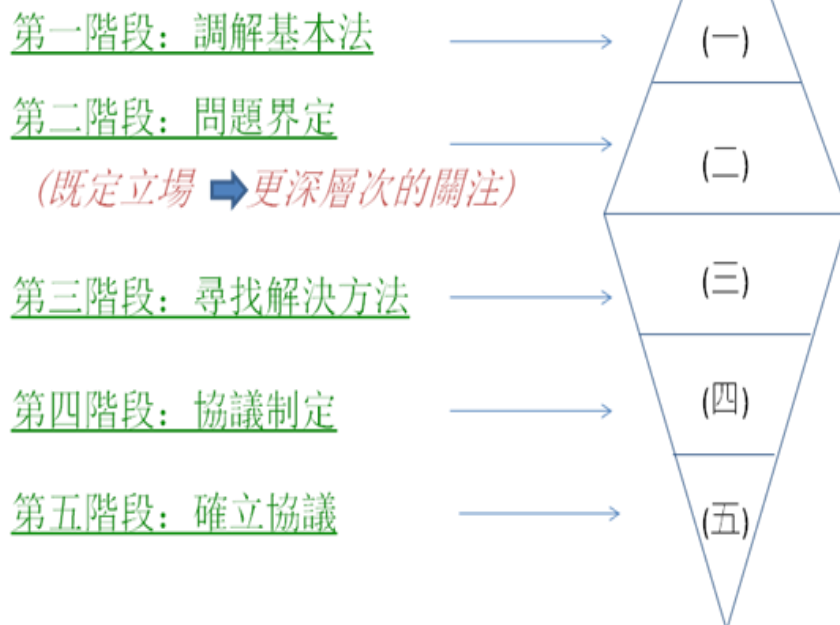 第一階段：調解基本法
(一)
第二階段：問題界定
(二)
(既定立場 更深層次的關注)
第三階段：尋找解決方法
(三)
第四階段：協議制定
(四)
第五階段：確立協議
(五)